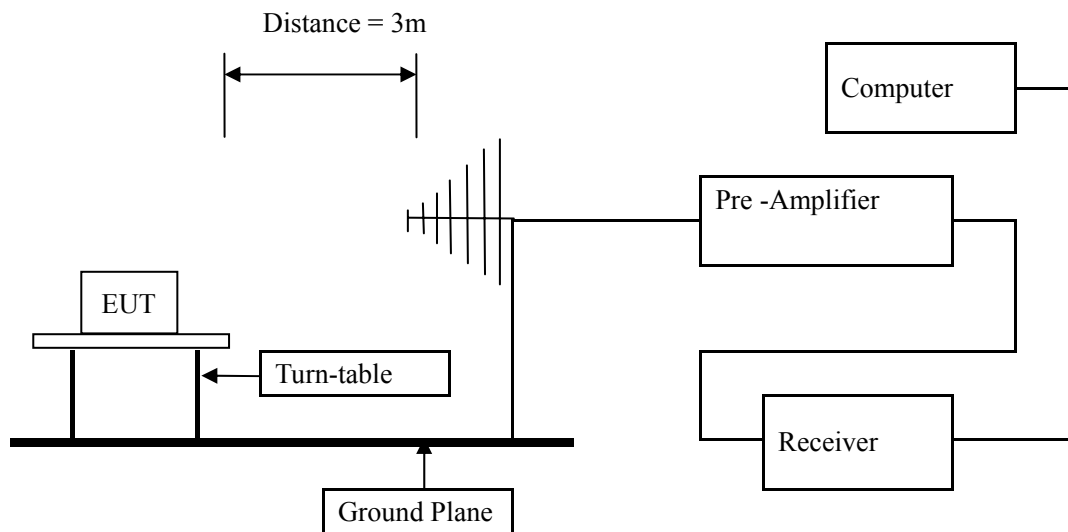 Distance = 3m
Computer
Pre -Amplifier
EUT
Turn-table
Receiver
Ground Plane